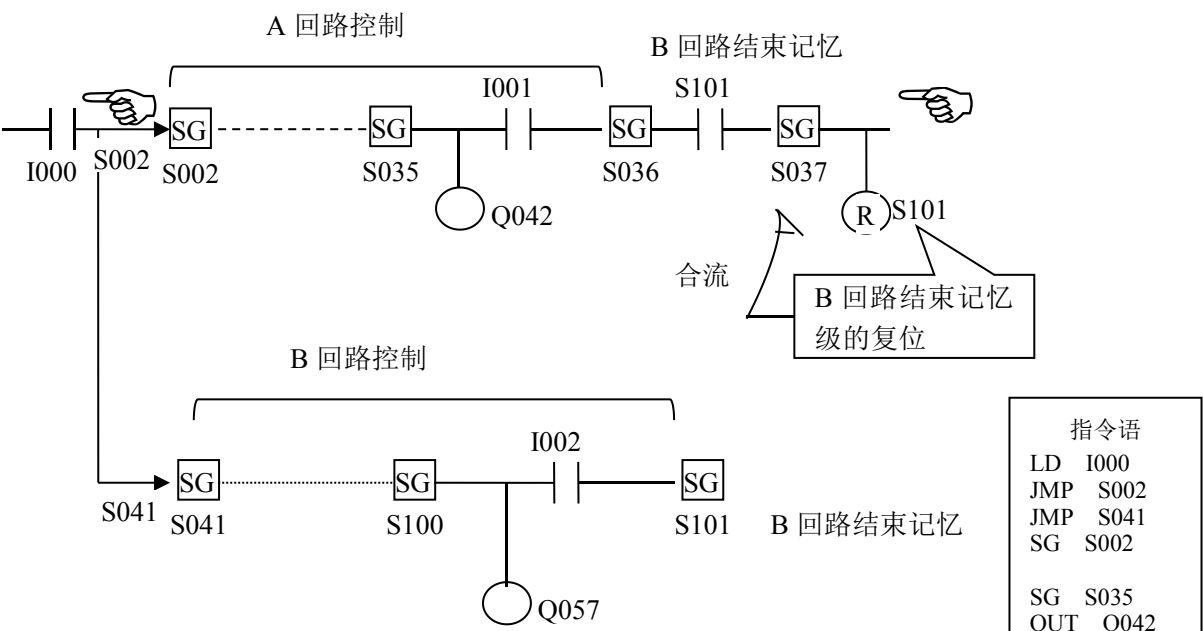 A 回路控制
B 回路结束记忆
I001
S101
SG
SG
SG
SG
I000
S002
S002
S035
S036
S037
Q042
R
S101
合流
B 回路结束记忆
级的复位
B 回路控制
I002
SG
SG
SG
S041
S041
S100
S101
B 回路结束记忆
Q057
指令语
LD I000
JMP S002
JMP S041
SG S002
SG S035
OUT Q042